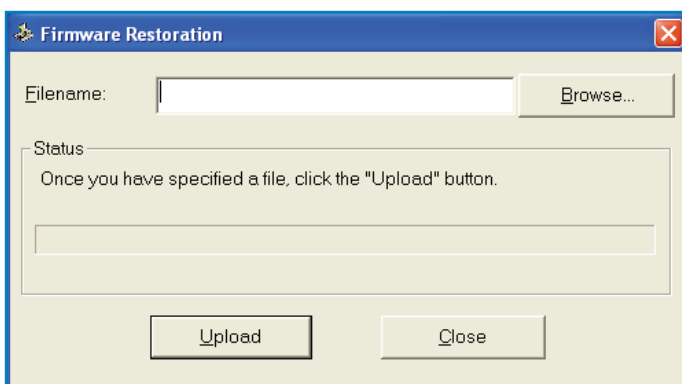 Firmware Restoration
Filename:
Browse...
Status
Once you have specified a file, click the "Upload" button.
Upload
Close